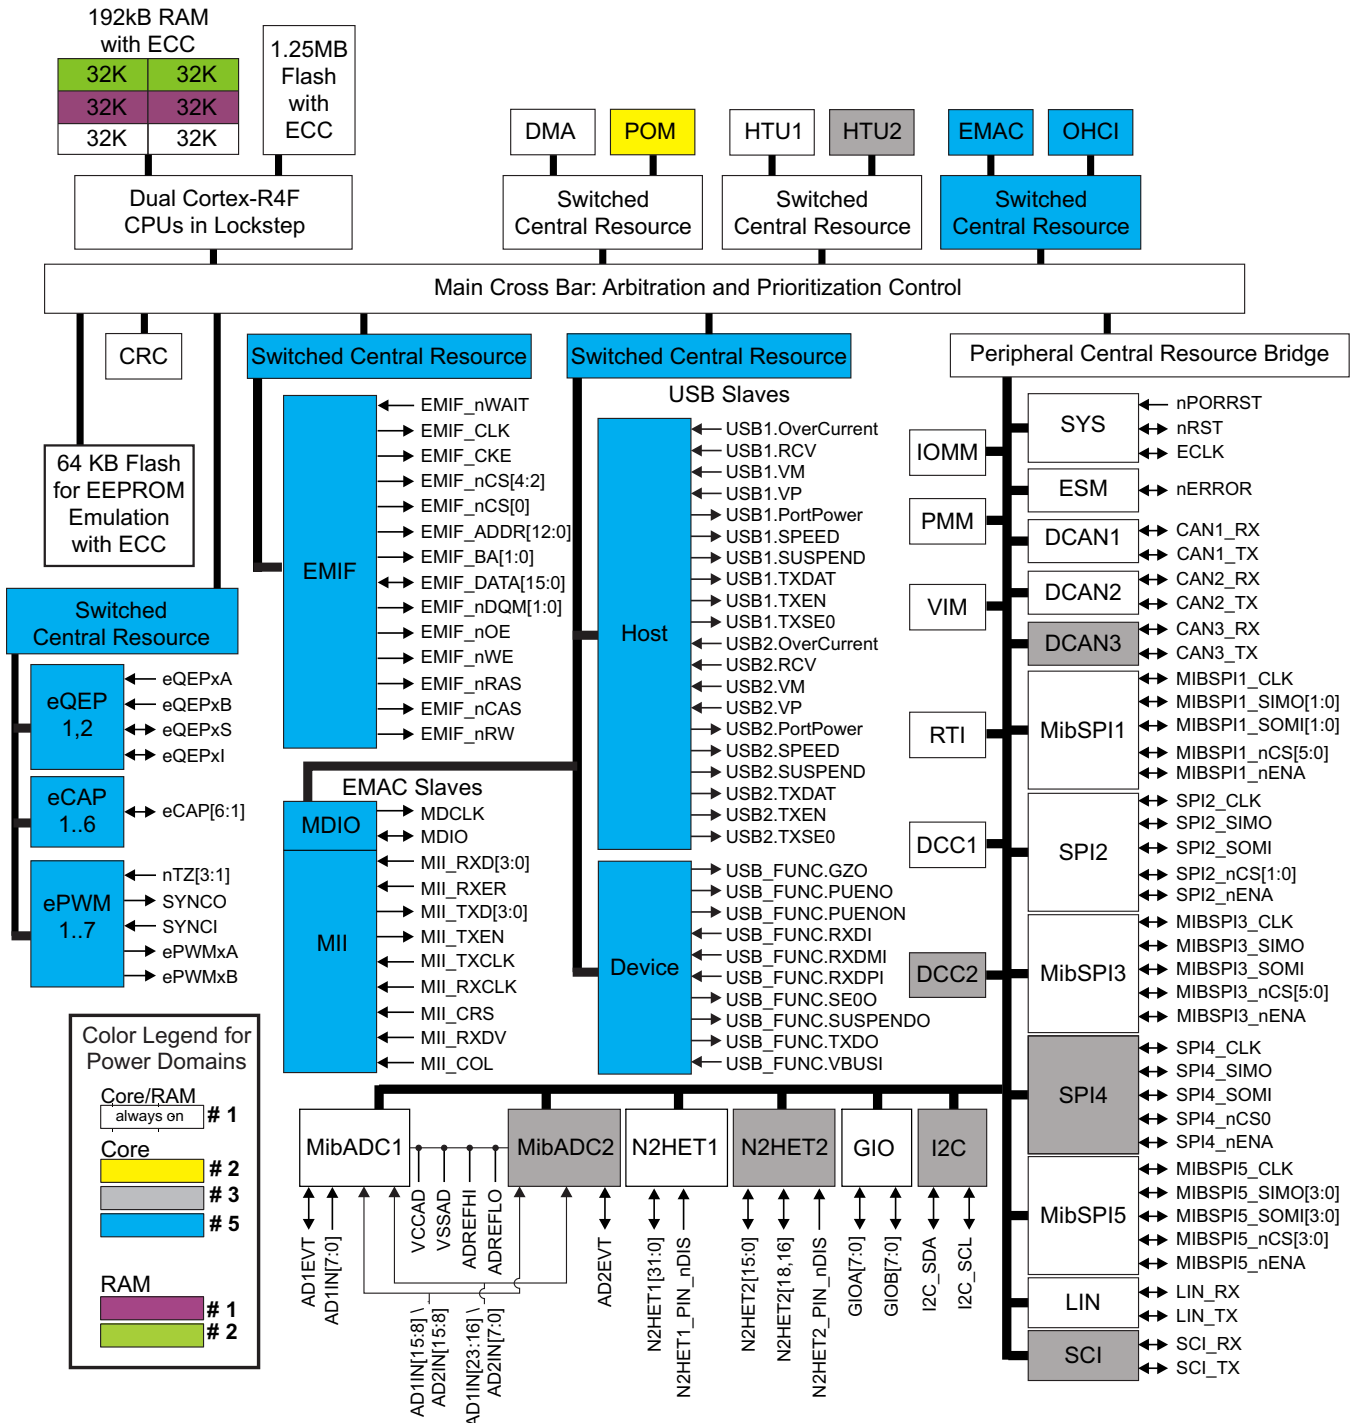 192kB RAM
with ECC
32K 32K
32K 32K
32K 32K
1.25MB
Flash
with
ECC
DMA
POM
HTU1
HTU2
EMAC
OHCI
Dual Cortex-R4F
CPUs in Lockstep
Switched
Central Resource
Switched
Central Resource
Switched
Central Resource
Main Cross Bar: Arbitration and Prioritization Control
CRC
Switched Central Resource
Switched Central Resource
Peripheral Central Resource Bridge
64 KB Flash
for EEPROM
Emulation
with ECC
Switched
Central Resource
eQEP
1,2
eQEPxA
eQEPxB
eQEPxS
eQEPxI
eCAP
1..6
eCAP[6:1]
ePWM
1..7
nTZ[3:1]
SYNCO
SYNCI
ePWMxA
ePWMxB
EMIF
EMIF_nWAIT
EMIF_CLK
EMIF_CKE
EMIF_nCS[4:2]
EMIF_nCS[0]
EMIF_ADDR[12:0]
EMIF_BA[1:0]
EMIF_DATA[15:0]
EMIF_nDQM[1:0]
EMIF_nOE
EMIF_nWE
EMIF_nRAS
EMIF_nCAS
EMIF_nRW
EMAC Slaves
MDIO
MDCLK
MDIO
MII
MII_RXD[3:0]
MII_RXER
MII_TXD[3:0]
MII_TXEN
MII_TXCLK
MII_RXCLK
MII_CRS
MII_RXDV
MII_COL
USB Slaves
Host
USB1.OverCurrent
USB1.RCV
USB1.VM
USB1.VP
USB1.PortPower
USB1.SPEED
USB1.SUSPEND
USB1.TXDAT
USB1.TXEN
USB1.TXSE0
USB2.OverCurrent
USB2.RCV
USB2.VM
USB2.VP
USB2.PortPower
USB2.SPEED
USB2.SUSPEND
USB2.TXDAT
USB2.TXEN
USB2.TXSE0
Device
USB_FUNC.GZO
USB_FUNC.PUENO
USB_FUNC.PUENON
USB_FUNC.RXDI
USB_FUNC.RXDMI
USB_FUNC.RXDPI
USB_FUNC.SE0O
USB_FUNC.SUSPENDO
USB_FUNC.TXDO
USB_FUNC.VBUSI
IOMM
PMM
VIM
RTI
DCC1
DCC2
SYS
nPORRST
nRST
ECLK
ESM
nERROR
DCAN1
CAN1_RX
CAN1_TX
DCAN2
CAN2_RX
CAN2_TX
DCAN3
CAN3_RX
CAN3_TX
MibSPI1
MIBSPI1_CLK
MIBSPI1_SIMO[1:0]
MIBSPI1_SOMI[1:0]
MIBSPI1_nCS[5:0]
MIBSPI1_nENA
SPI2
SPI2_CLK
SPI2_SIMO
SPI2_SOMI
SPI2_nCS[1:0]
SPI2_nENA
MibSPI3
MIBSPI3_CLK
MIBSPI3_SIMO
MIBSPI3_SOMI
MIBSPI3_nCS[5:0]
MIBSPI3_nENA
SPI4
SPI4_CLK
SPI4_SIMO
SPI4_SOMI
SPI4_nCS0
SPI4_nENA
MibSPI5
MIBSPI5_CLK
MIBSPI5_SIMO[3:0]
MIBSPI5_SOMI[3:0]
MIBSPI5_nCS[3:0]
MIBSPI5_nENA
LIN
LIN_RX
LIN_TX
SCI
SCI_RX
SCI_TX
Color Legend for
Power Domains
Core/RAM
always on # 1
Core
# 2
# 3
# 5
RAM
# 1
# 2
MibADC1
MibADC2
N2HET1
N2HET2
GIO
I2C
AD1EVT
AD1IN[7:0]
VCCAD
VSSAD
ADREFHI
ADREFLO
AD1IN[15:8] \
AD2IN[15:8]
AD1IN[23:16] \
AD2IN[7:0]
AD2EVT
N2HET1[31:0]
N2HET1_PIN_nDIS
N2HET2[15:0]
N2HET2[18,16]
N2HET2_PIN_nDIS
GIOA[7:0]
GIOB[7:0]
I2C_SDA
I2C_SCL